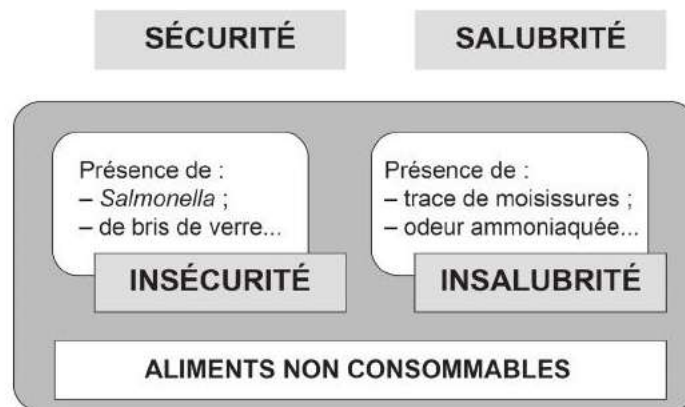 SÉCURITÉ
SALUBRITÉ
Présence de :
– Salmonella ;
– de bris de verre...
INSÉCURITÉ
Présence de :
– trace de moisissures ;
– odeur ammoniaquée...
INSALUBRITÉ
ALIMENTS NON CONSOMMABLES